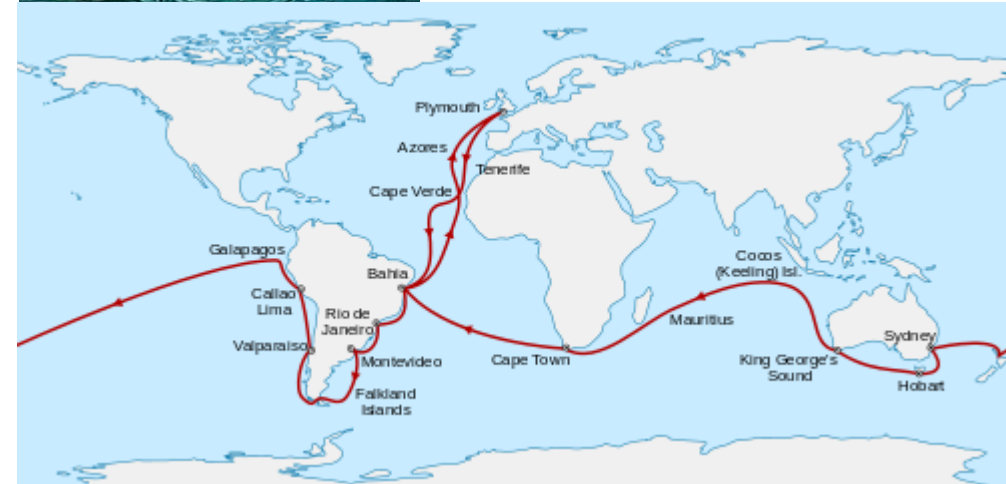 Plymouth
Azores
Tenerife
Cape Verde
Galapagos
Cocos
(Keeling) Isl.
Bahia
Callao
Lima
Rio de
Janeiro
Mauritius
Sydney
Valparaiso
Montevideo
Cape Town
King George's
Sound
Hobart
Falkland
Islands